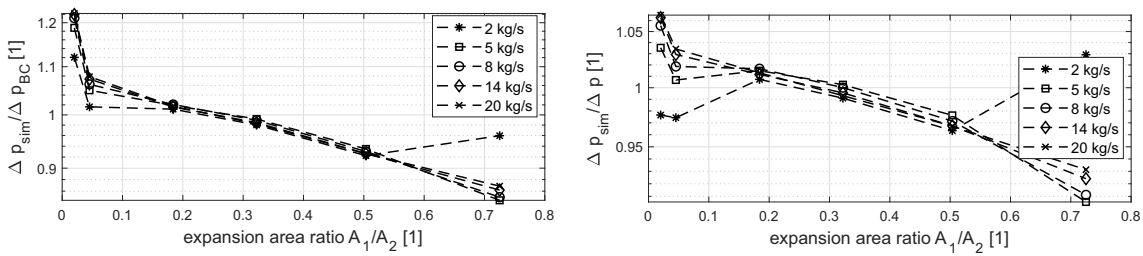 Δ p_sim/Δ p_BC [1]
1.2
1.1
1
0.9
0 0.1 0.2 0.3 0.4 0.5 0.6 0.7 0.8
expansion area ratio A_1/A_2 [1]
2 kg/s
5 kg/s
8 kg/s
14 kg/s
20 kg/s
Δ p_sim/Δ p [1]
1.05
1
0.95
0 0.1 0.2 0.3 0.4 0.5 0.6 0.7 0.8
expansion area ratio A_1/A_2 [1]
2 kg/s
5 kg/s
8 kg/s
14 kg/s
20 kg/s